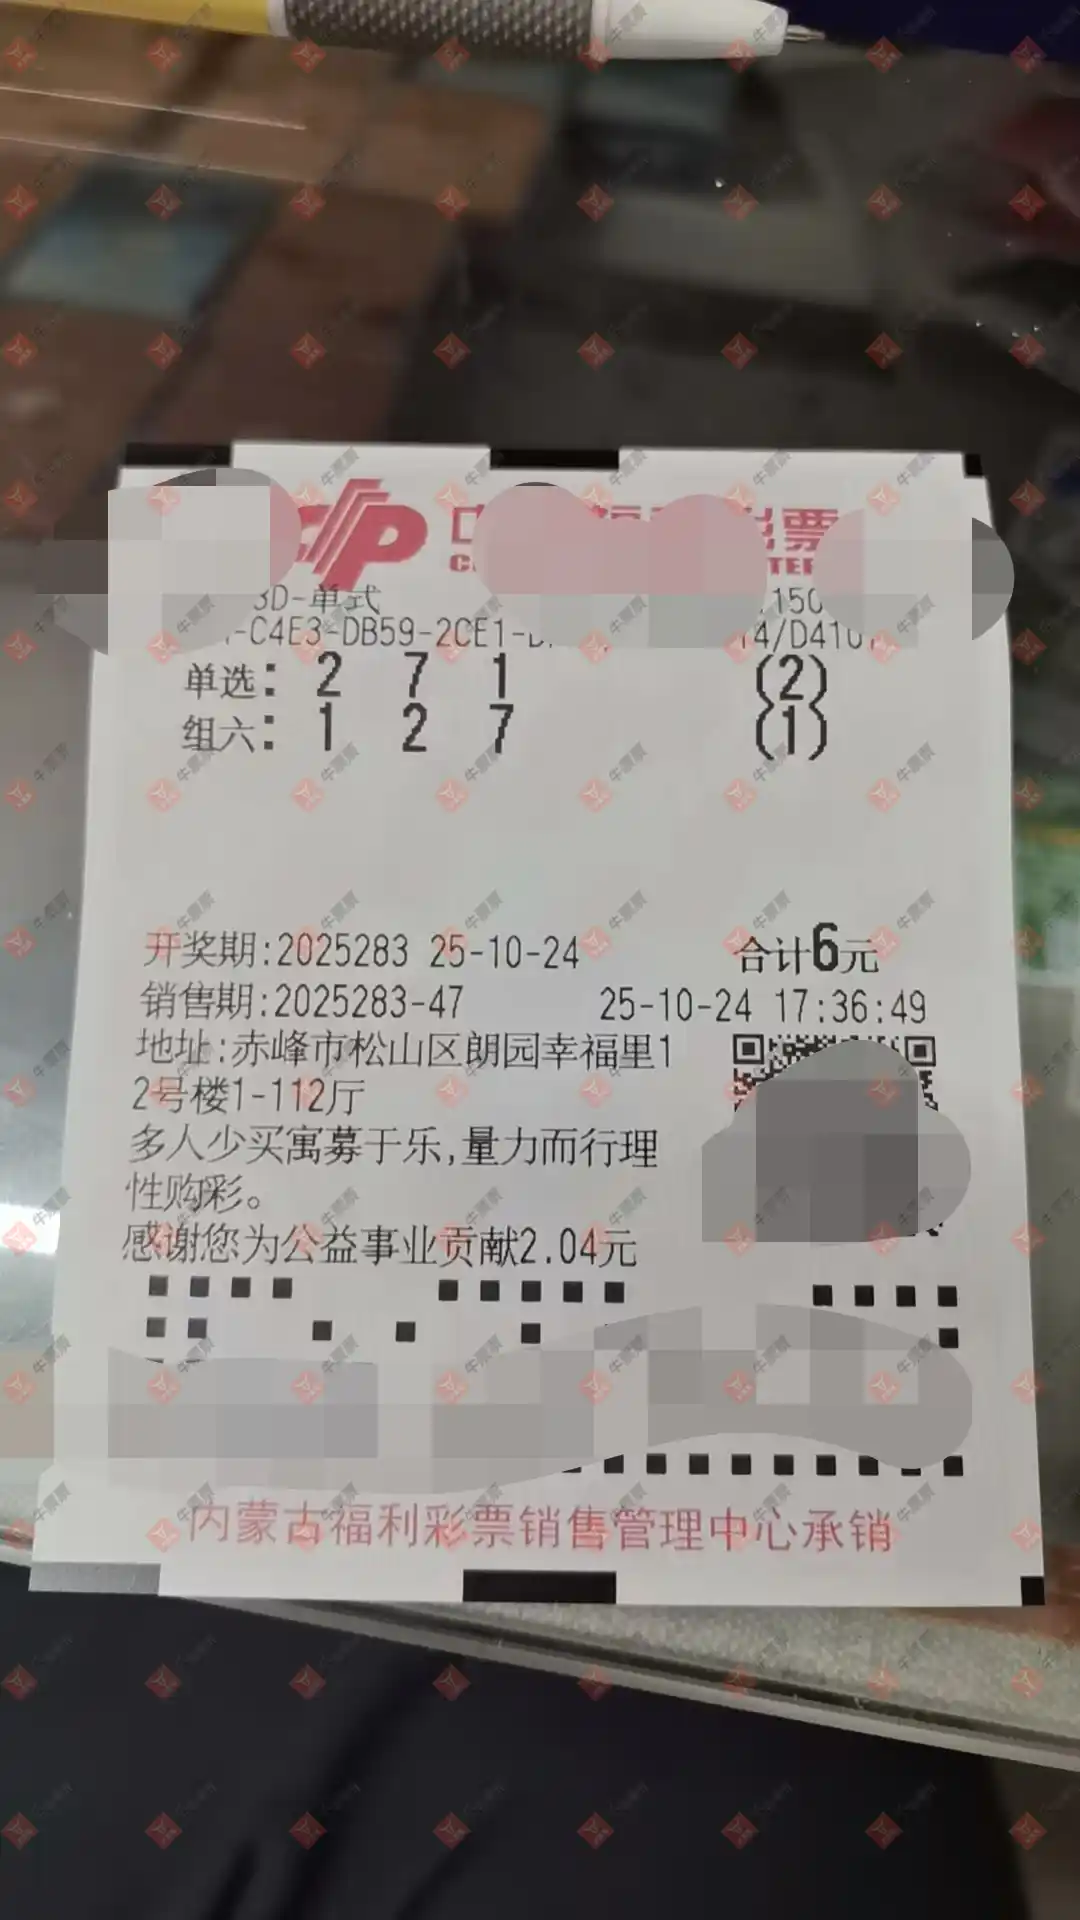 3D-单式
C4E3-DB59-2CE1
单选: 2 7 1 (2)
组六: 1 2 7 (1)
开奖期:2025283 25-10-24 合计6元
销售期:2025283-47 25-10-24 17:36:49
地址:赤峰市松山区朗园幸福里1
2号楼1-112厅
多人少买寓募于乐,量力而行理
性购彩。
感谢您为公益事业贡献2.04元
内蒙古福利彩票销售管理中心承销